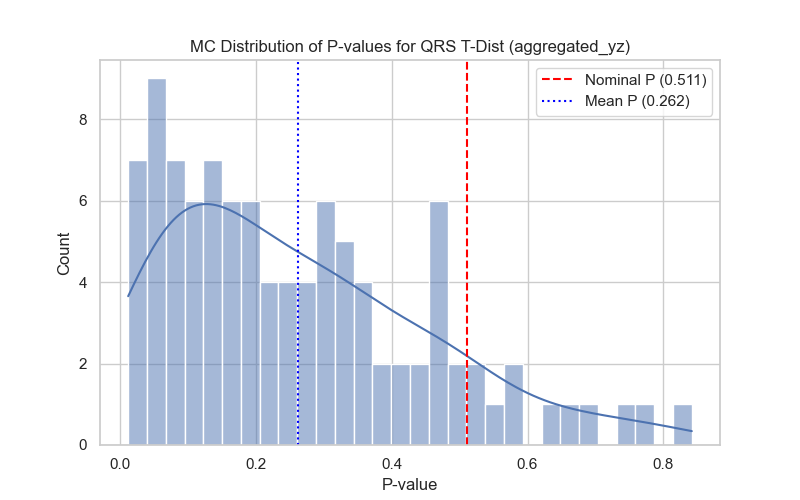 MC Distribution of P-values for QRS T-Dist (aggregated_yz)
Nominal P (0.511)
Mean P (0.262)
Count
8
6
4
2
0
0.0 0.2 0.4 0.6 0.8
P-value